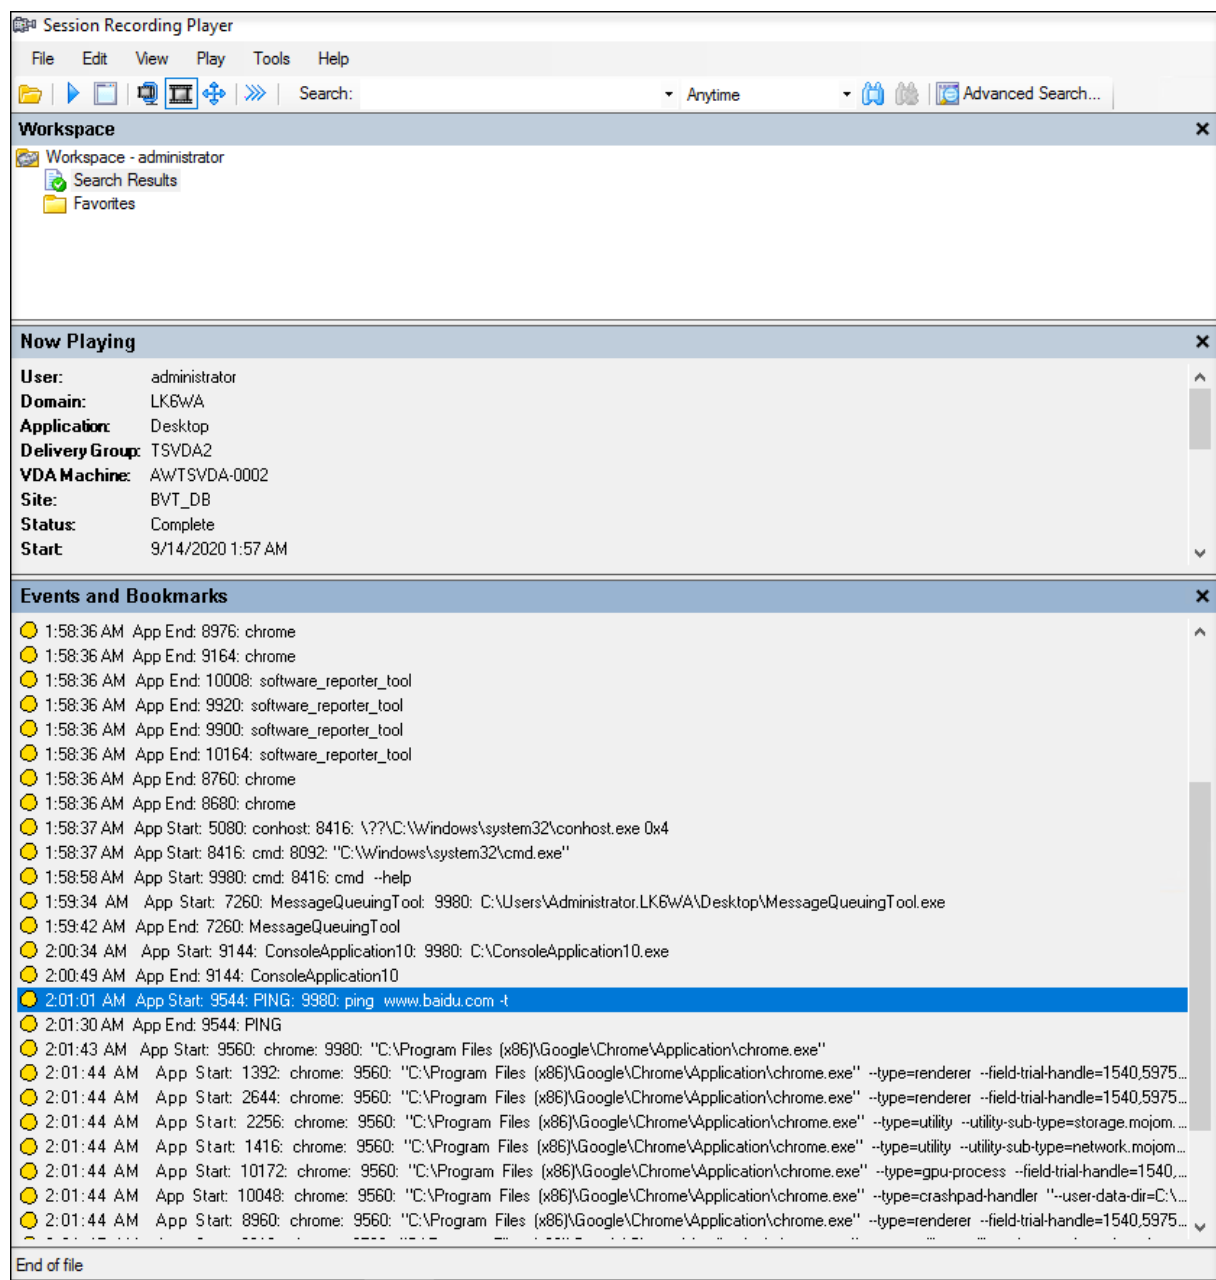 Session Recording Player
File Edit View Play Tools Help
Search: Anytime Advanced Search...
Workspace
Workspace - administrator
Search Results
Favorites
Now Playing
User: administrator
Domain: LK6WA
Application: Desktop
Delivery Group: TSVDA2
VDA Machine: AWTSVDA-0002
Site: BVT_DB
Status: Complete
Start: 9/14/2020 1:57 AM
Events and Bookmarks
1:58:36 AM App End: 8976: chrome
1:58:36 AM App End: 9164: chrome
1:58:36 AM App End: 10008: software_reporter_tool
1:58:36 AM App End: 9920: software_reporter_tool
1:58:36 AM App End: 9900: software_reporter_tool
1:58:36 AM App End: 10164: software_reporter_tool
1:58:36 AM App End: 8760: chrome
1:58:36 AM App End: 8680: chrome
1:58:37 AM App Start: 5080: conhost: 8416: \??\C:\Windows\system32\conhost.exe 0x4
1:58:37 AM App Start: 8416: cmd: 8092: "C:\Windows\system32\cmd.exe"
1:58:58 AM App Start: 9980: cmd: 8416: cmd --help
1:59:34 AM App Start: 7260: MessageQueuingTool: 9980: C:\Users\Administrator.LK6WA\Desktop\MessageQueuingTool.exe
1:59:42 AM App End: 7260: MessageQueuingTool
2:00:34 AM App Start: 9144: ConsoleApplication10: 9980: C:\ConsoleApplication10.exe
2:00:49 AM App End: 9144: ConsoleApplication10
2:01:01 AM App Start: 9544: PING: 9980: ping www.baidu.com -t
2:01:30 AM App End: 9544: PING
2:01:43 AM App Start: 9560: chrome: 9980: "C:\Program Files (x86)\Google\Chrome\Application\chrome.exe"
2:01:44 AM App Start: 1392: chrome: 9560: "C:\Program Files (x86)\Google\Chrome\Application\chrome.exe" --type=renderer --field-trial-handle=1540,5975...
2:01:44 AM App Start: 2644: chrome: 9560: "C:\Program Files (x86)\Google\Chrome\Application\chrome.exe" --type=renderer --field-trial-handle=1540,5975...
2:01:44 AM App Start: 2256: chrome: 9560: "C:\Program Files (x86)\Google\Chrome\Application\chrome.exe" --type=utility --utility-sub-type=storage.mojom....
2:01:44 AM App Start: 1416: chrome: 9560: "C:\Program Files (x86)\Google\Chrome\Application\chrome.exe" --type=utility --utility-sub-type=network.mojom...
2:01:44 AM App Start: 10172: chrome: 9560: "C:\Program Files (x86)\Google\Chrome\Application\chrome.exe" --type=gpu-process --field-trial-handle=1540,...
2:01:44 AM App Start: 10048: chrome: 9560: "C:\Program Files (x86)\Google\Chrome\Application\chrome.exe" --type=crashpad-handler "--user-data-dir=C:\...
2:01:44 AM App Start: 8960: chrome: 9560: "C:\Program Files (x86)\Google\Chrome\Application\chrome.exe" --type=renderer --field-trial-handle=1540,5975...
End of file